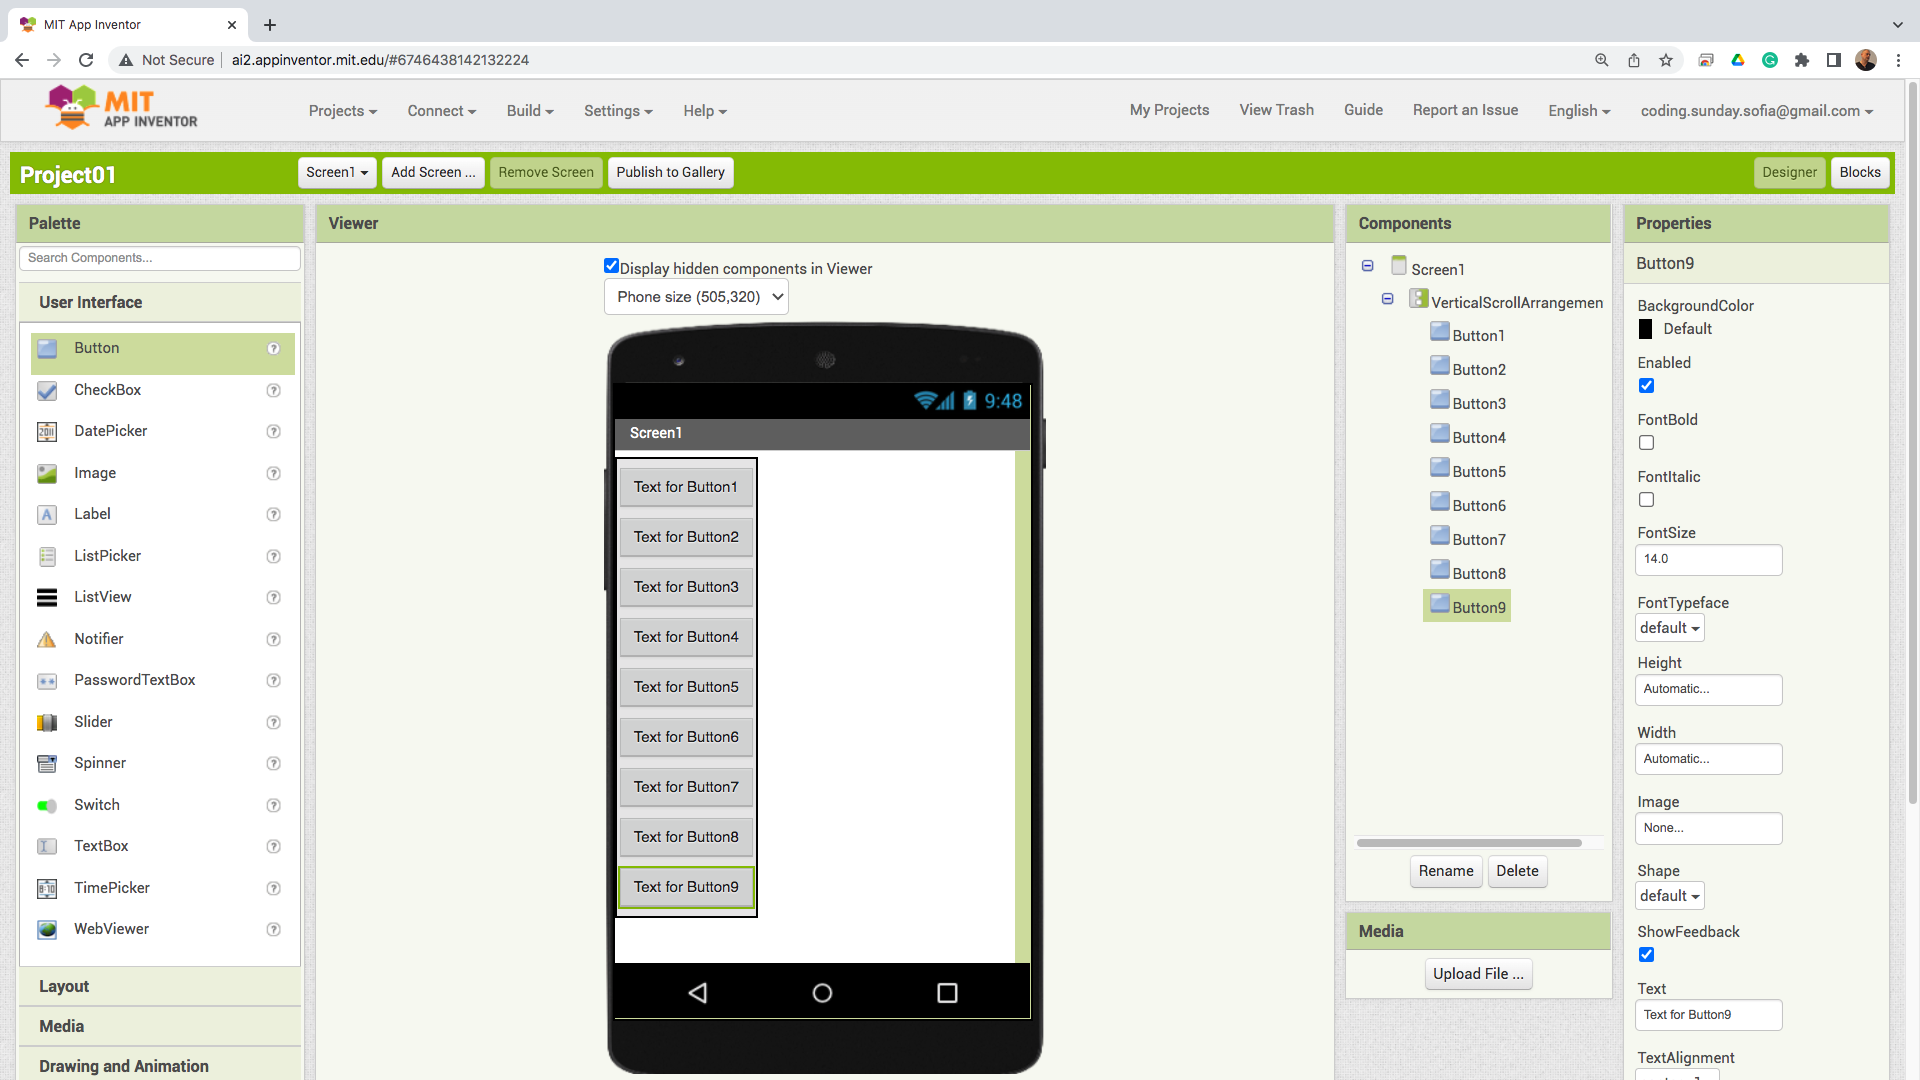 MIT App Inventor
Not Secure
ai2.appinventor.mit.edu/#6746438142132224
MIT
APP INVENTOR
Projects
Connect
Build
Settings
Help
My Projects
View Trash
Guide
Report an Issue
English
coding.sunday.sofia@gmail.com
Project01
Screen1
Add Screen ...
Remove Screen
Publish to Gallery
Designer
Blocks
Palette
Search Components...
User Interface
Button
CheckBox
DatePicker
Image
Label
ListPicker
ListView
Notifier
PasswordTextBox
Slider
Spinner
Switch
TextBox
TimePicker
WebViewer
Layout
Media
Drawing and Animation
Viewer
Display hidden components in Viewer
Phone size (505,320)
9:48
Screen1
Text for Button1
Text for Button2
Text for Button3
Text for Button4
Text for Button5
Text for Button6
Text for Button7
Text for Button8
Text for Button9
Components
Screen1
VerticalScrollArrangemen
Button1
Button2
Button3
Button4
Button5
Button6
Button7
Button8
Button9
Rename
Delete
Media
Upload File ...
Properties
Button9
BackgroundColor
Default
Enabled
FontBold
FontItalic
FontSize
14.0
FontTypeface
default
Height
Automatic...
Width
Automatic...
Image
None...
Shape
default
ShowFeedback
Text
Text for Button9
TextAlignment